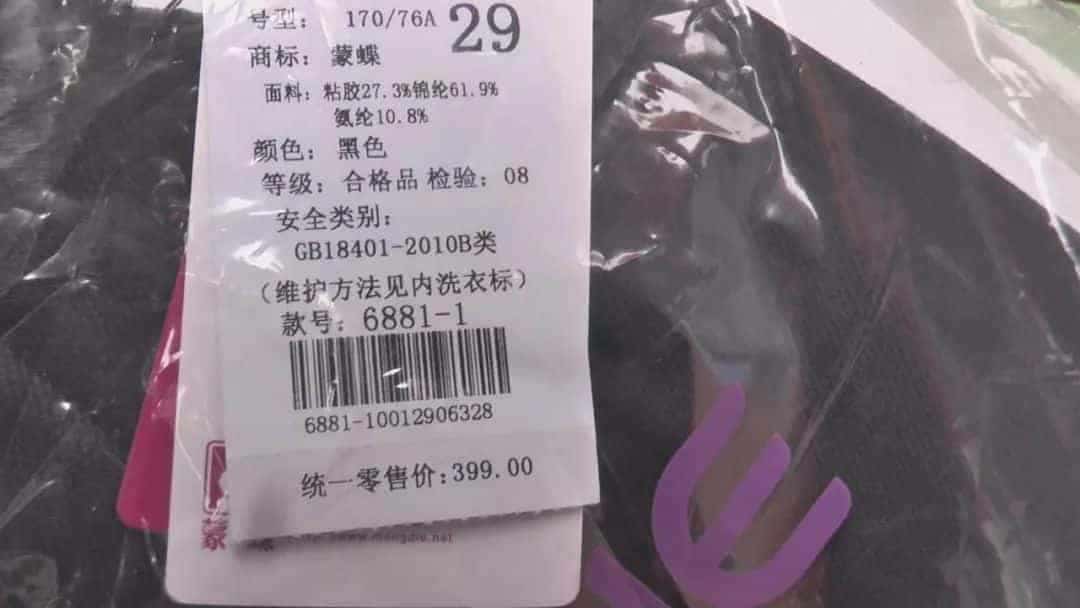 号型： 170/76A 29
商标：蒙蝶
面料：粘胶27.3%锦纶61.9%
氨纶10.8%
颜色：黑色
等级：合格品 检验：08
安全类别：
GB18401-2010B类
（维护方法见内洗衣标）
款号：6881-1
6881-10012906328
统一零售价：399.00
蒙